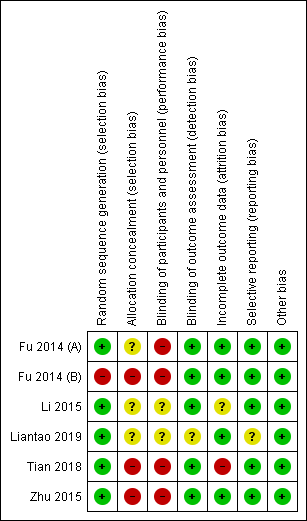 Random sequence generation (selection bias)
Allocation concealment (selection bias)
Blinding of participants and personnel (performance bias)
Blinding of outcome assessment (detection bias)
Incomplete outcome data (attrition bias)
Selective reporting (reporting bias)
Other bias
Fu 2014 (A) + ? - + + + +
Fu 2014 (B) - - - + + + +
Li 2015 + ? ? + ? + +
Liantao 2019 + ? ? ? + ? +
Tian 2018 + - - + - + +
Zhu 2015 + - - + + + +